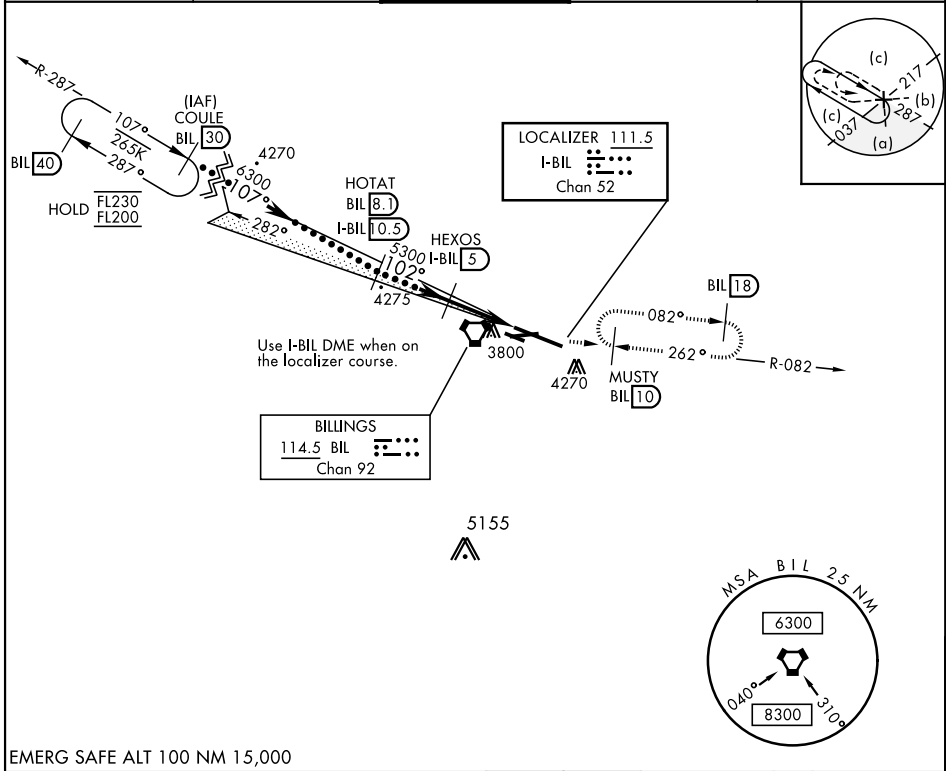 R-287
107°
265K
287°
BIL 40
HOLD FL230
FL200
(IAF)
COULE
BIL 30
4270
6300
107°
282°
HOTAT
BIL 8.1
I-BIL 10.5
5300
102°
4275
HEXOS
I-BIL 5
LOCALIZER 111.5
I-BIL
Chan 52
(c)
217
(b)
287
(c)
037
(a)
BIL 18
082°
262°
R-082
MUSTY
BIL 10
3800
4270
Use I-BIL DME when on
the localizer course.
BILLINGS
114.5 BIL
Chan 92
5155
MSA BIL 25 NM
6300
040°
310°
8300
EMERG SAFE ALT 100 NM 15,000